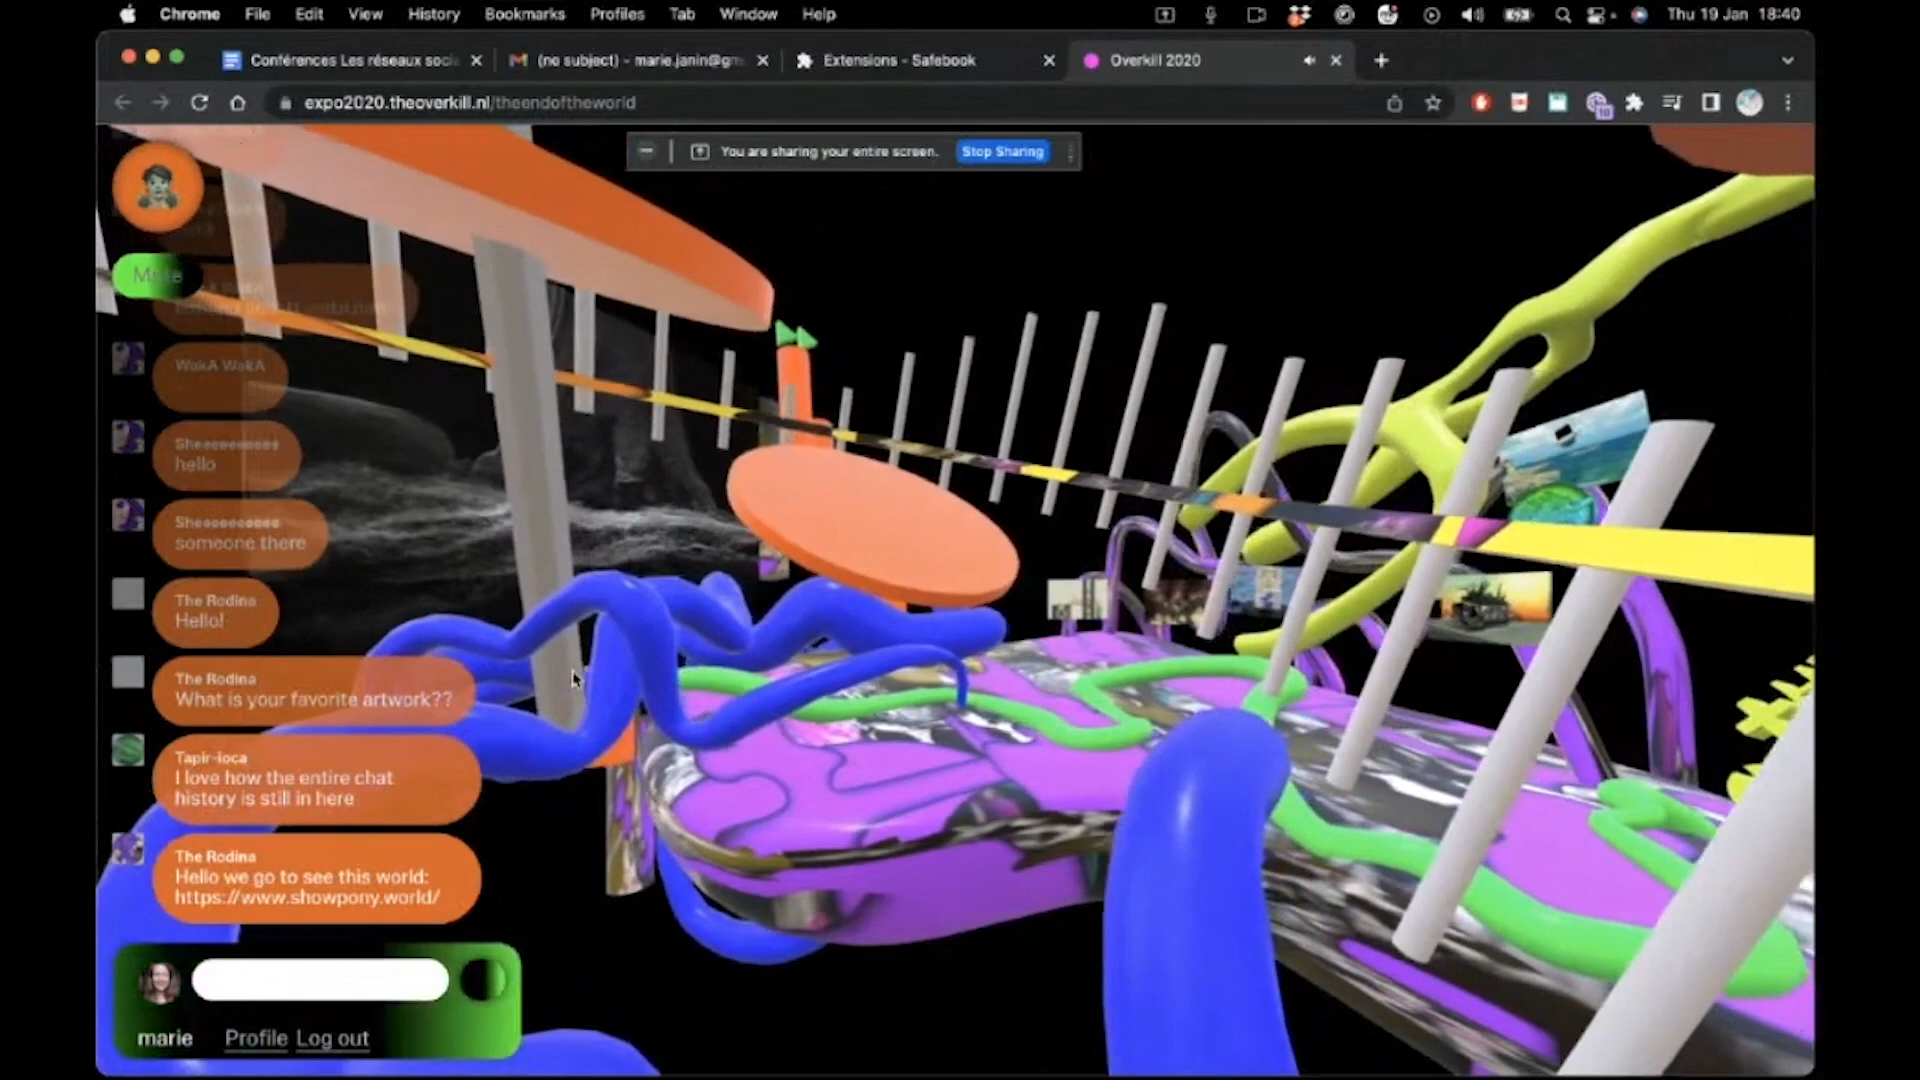 Chrome File Edit View History Bookmarks Profiles Tab Window Help Thu 19 Jan 18:40
Conférences Les réseaux soci
(no subject) - marie.janin@gm
Extensions - Safebook
Overkill 2020
expo2020.theoverkill.nl/theendoftheworld
You are sharing your entire screen. Stop Sharing
WakA WakA
Sheeeeeeeeee
hello
Sheeeeeeeeee
someone there
The Rodina
Hello!
The Rodina
What is your favorite artwork??
Tapir-ioca
I love how the entire chat
history is still in here
The Rodina
Hello we go to see this world:
https://www.showpony.world/
marie Profile Log out